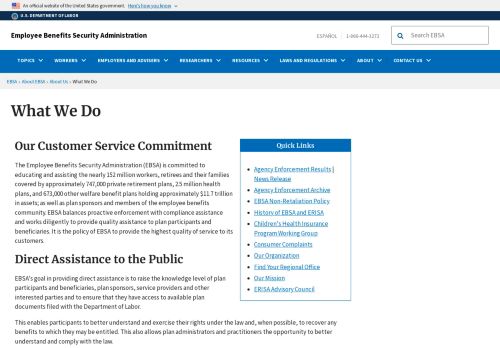 An official website of the United States government. Here's how you know
U.S. DEPARTMENT OF LABOR
Employee Benefits Security Administration
ESPAÑOL | 1-866-444-3272
Search EBSA
TOPICS WORKERS EMPLOYERS AND ADVISERS RESEARCHERS RESOURCES LAWS AND REGULATIONS ABOUT CONTACT US
EBSA › About EBSA › About Us › What We Do
What We Do
Our Customer Service Commitment
The Employee Benefits Security Administration (EBSA) is committed to
educating and assisting the nearly 152 million workers, retirees and their families
covered by approximately 747,000 private retirement plans, 2.5 million health
plans, and 673,000 other welfare benefit plans holding approximately $11.7 trillion
in assets; as well as plan sponsors and members of the employee benefits
community. EBSA balances proactive enforcement with compliance assistance
and works diligently to provide quality assistance to plan participants and
beneficiaries. It is the policy of EBSA to provide the highest quality of service to its
customers.
Direct Assistance to the Public
EBSA's goal in providing direct assistance is to raise the knowledge level of plan
participants and beneficiaries, plan sponsors, service providers and other
interested parties and to ensure that they have access to available plan
documents filed with the Department of Labor.
This enables participants to better understand and exercise their rights under the law and, when possible, to recover any
benefits to which they may be entitled. This also allows plan administrators and practitioners the opportunity to better
understand and comply with the law.
Quick Links
Agency Enforcement Results |
News Release
Agency Enforcement Archive
EBSA Non-Retaliation Policy
History of EBSA and ERISA
Children's Health Insurance
Program Working Group
Consumer Complaints
Our Organization
Find Your Regional Office
Our Mission
ERISA Advisory Council